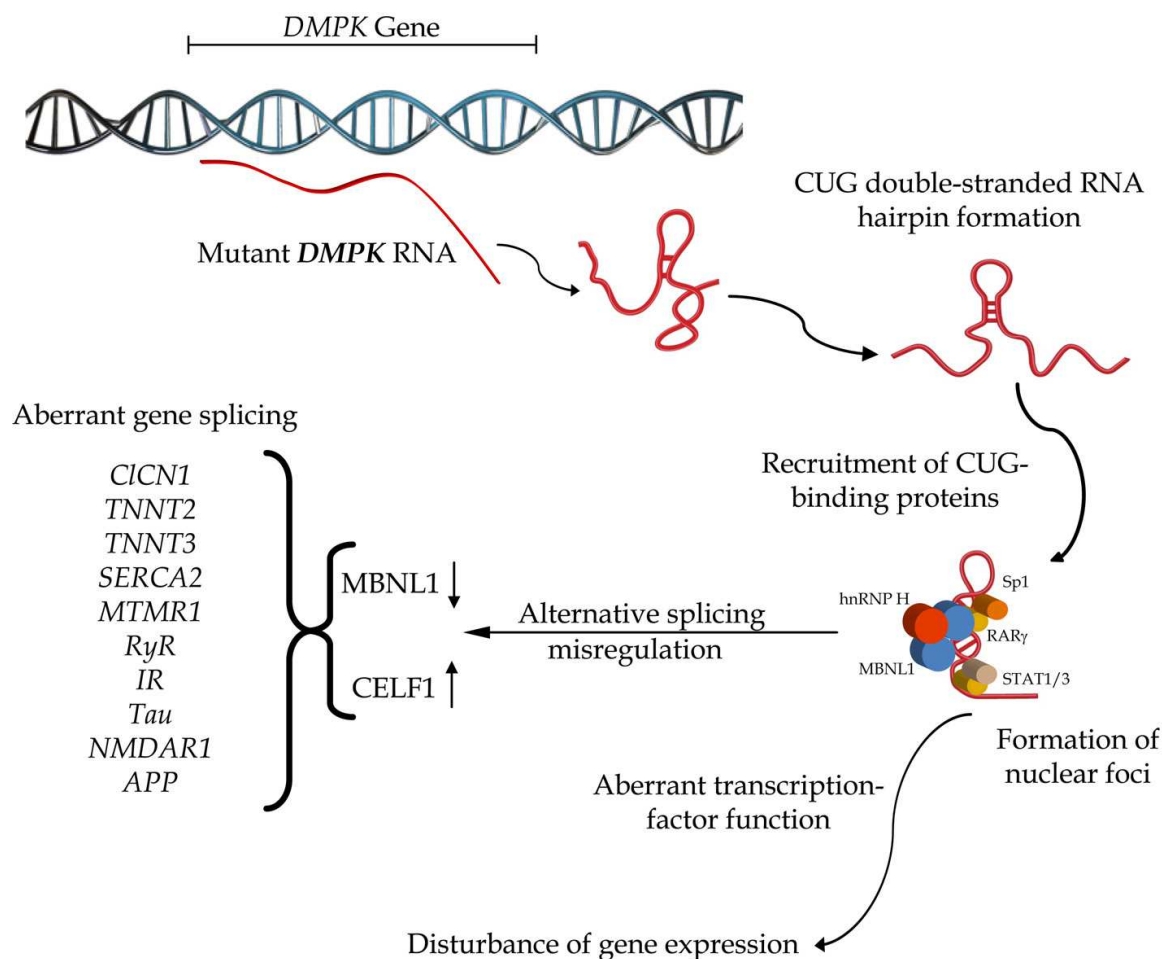 DMPK Gene
CUG double-stranded RNA
hairpin formation
Mutant DMPK RNA
Aberrant gene splicing
ClCN1
TNNT2
TNNT3
SERCA2
MTMR1
RyR
IR
Tau
NMDAR1
APP
MBNL1
CELF1
Alternative splicing
misregulation
Recruitment of CUG-
binding proteins
Sp1
hnRNP H
RARγ
MBNL1
STAT1/3
Formation of
nuclear foci
Aberrant transcription-
factor function
Disturbance of gene expression